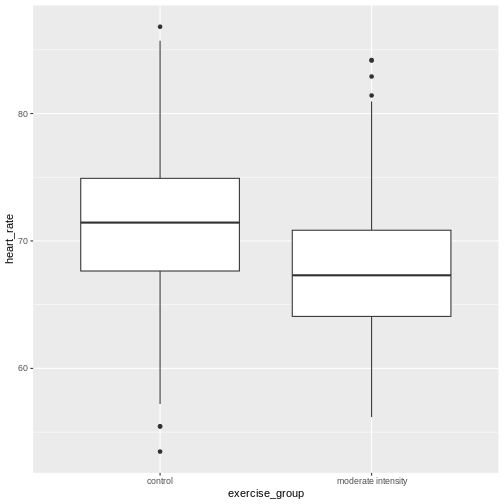 heart_rate
80
70
60
control
moderate intensity
exercise_group